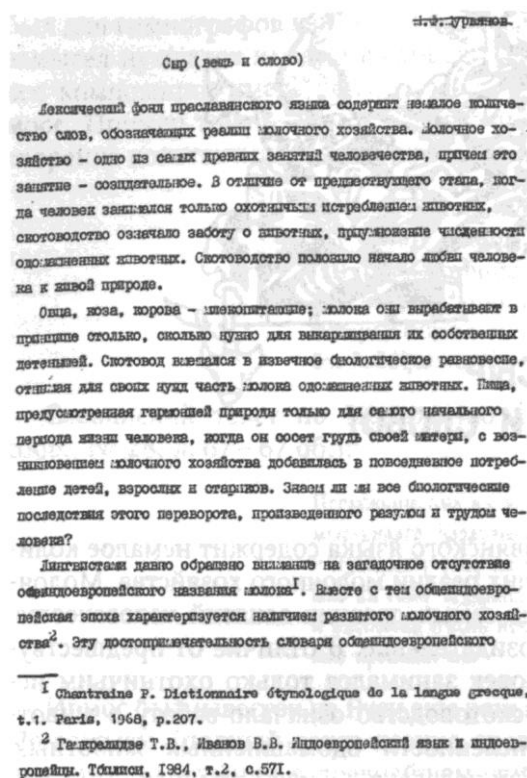 Н.Ф. Мурьянов.
Сыр (вещь и слово)
Лексический фонд праславянского языка содержит немалое количе-
ство слов, обозначающих реалии молочного хозяйства. Молочное хо-
зяйство – одно из самых древних занятий человечества, причем это
занятие – созидательное. В отличие от предшествующего этапа, ког-
да человек занимался только охотничьим истреблением животных,
скотоводство означало заботу о животных, приумножение численности
одомашненных животных. Скотоводство положило начало любви челове-
ка к живой природе.
Овца, коза, корова – млекопитающие; молока они вырабатывают в
принципе столько, сколько нужно для выкармливания их собственных
детенышей. Скотовод вмешался в извечное биологическое равновесие,
отнимая для своих нужд часть молока одомашненных животных. Пища,
предусмотренная гармонией природы только для самого начального
периода жизни человека, когда он сосет грудь своей матери, с воз-
никновением молочного хозяйства добавилась в повседневное потреб-
ление детей, взрослых и стариков. Знаем ли мы все биологические
последствия этого переворота, произведенного разумом и трудом че-
ловека?
Лингвистами давно обращено внимание на загадочное отсутствие
общеиндоевропейского названия молока I. Вместе с тем общеиндоевро-
пейская эпоха характеризуется наличием развитого молочного хозяй-
ства 2. Эту достопримечательность словаря индоевропейского
I Chantraine P. Dictionnaire étymologique de la langue grecque,
t.1. Paris, 1968, p.207.
2 Гамкрелидзе Т.В., Иванов В.В. Индоевропейский язык и индоев-
ропейцы. Тбилиси, I984, т.2, с.57I.